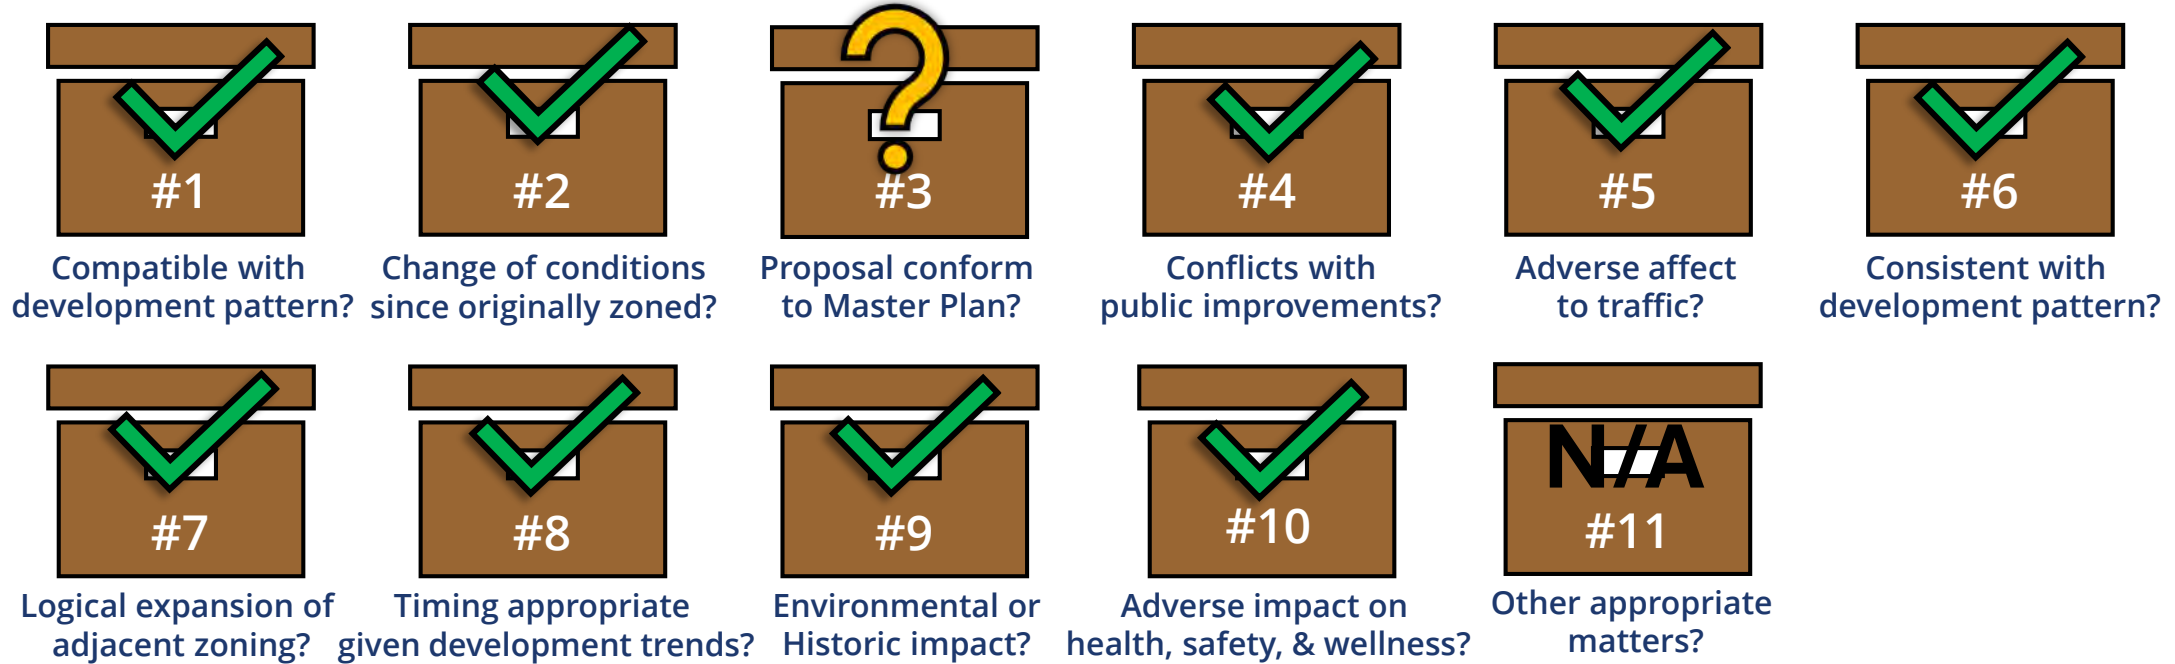 #1
Compatible with
development pattern?
#2
Change of conditions
since originally zoned?
?
#3
Proposal conform
to Master Plan?
#4
Conflicts with
public improvements?
#5
Adverse affect
to traffic?
#6
Consistent with
development pattern?
#7
Logical expansion of
adjacent zoning?
#8
Timing appropriate
given development trends?
#9
Environmental or
Historic impact?
#10
Adverse impact on
health, safety, & wellness?
N/A
#11
Other appropriate
matters?